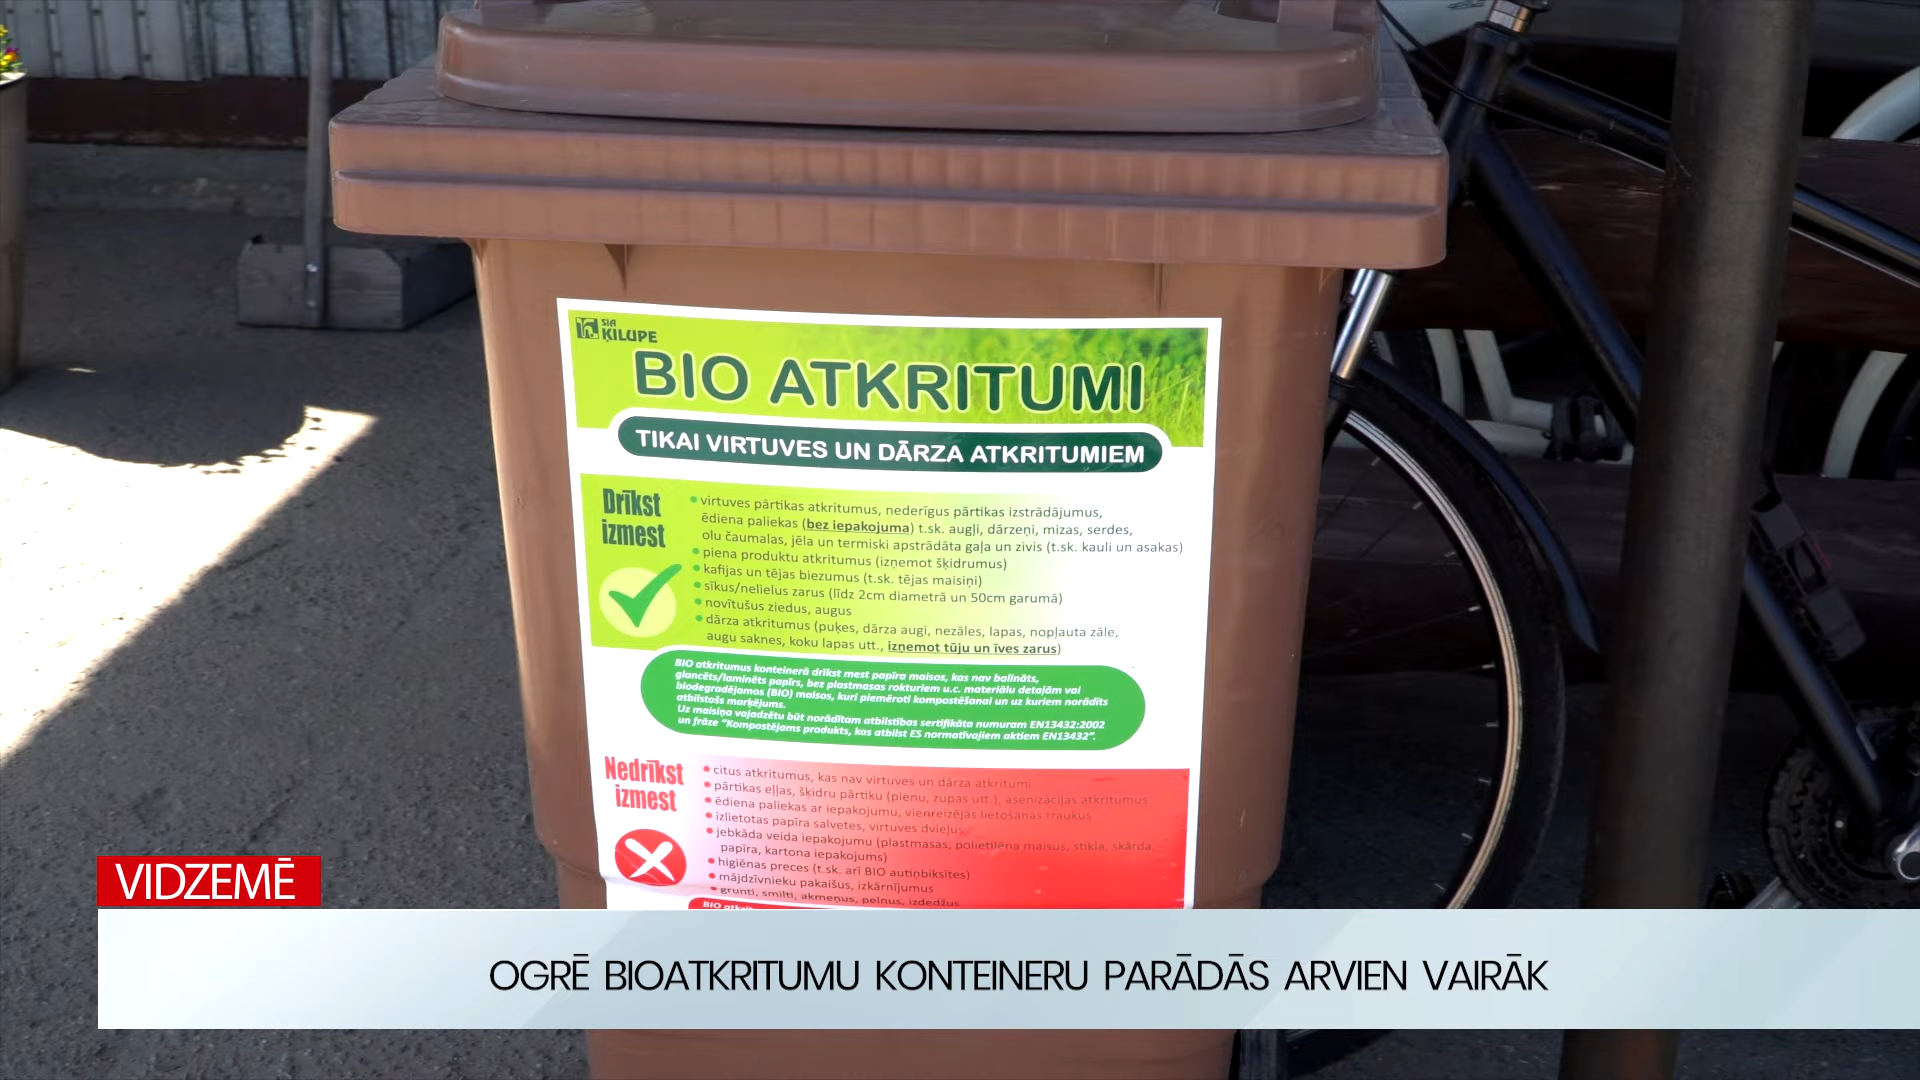 SIA
ĶILUPE
BIO ATKRITUMI
TIKAI VIRTUVES UN DĀRZA ATKRITUMIEM
Drīkst
izmest
• virtuves pārtikas atkritumus, nederīgus pārtikas izstrādājumus,
ēdiena paliekas (bez iepakojuma) t.sk. augļi, dārzeņi, mizas, serdes,
olu čaumalas, jēla un termiski apstrādāta gaļa un zivis (t.sk. kauli un asakas)
• piena produktu atkritumus (izņemot šķidrumus)
• kafijas un tējas biezumus (t.sk. tējas maisiņi)
• sīkus/nelielus zarus (līdz 2cm diametrā un 50cm garumā)
• novītušus ziedus, augus
• dārza atkritumus (puķes, dārza augi, nezāles, lapas, nopļauta zāle,
augu saknes, koku lapas utt., izņemot tūju un īves zarus)
BIO atkritumus konteinerā drīkst mest papīra maisos, kas nav balināts,
glancēts/laminēts papīrs, bez plastmasas rokturiem u.c. materiālu detaļām vai
biodegradējamos (BIO) maisos, kuri piemēroti kompostēšanai un uz kuriem norādīts
atbilstošs marķējums.
Uz maisiņa vajadzētu būt norādītam atbilstības sertifikāta numuram EN13432:2002
un frāze "Kompostējams produkts, kas atbilst ES normatīvajiem aktiem EN13432".
Nedrīkst
izmest
• citus atkritumus, kas nav virtuves un dārza atkritumi
• pārtikas eļļas, šķidru pārtiku (pienu, zupas utt.), asenizācijas atkritumus
• ēdiena paliekas ar iepakojumu, vienreizējās lietošanas traukus
• izlietotas papīra salvetes, virtuves dvieļus
• jebkāda veida iepakojumu (plastmasas, polietilēna maisus, stikla, skārda,
papīra, kartona iepakojums)
• higiēnas preces (t.sk. arī BIO autiņbiksītes)
• mājdzīvnieku pakaišus, izkārnījumus
• grunti, smilti, akmeņus, pelnus, izdedžus
BIO
VIDZEMĒ
OGRĒ BIOATKRITUMU KONTEINERU PARĀDĀS ARVIEN VAIRĀK